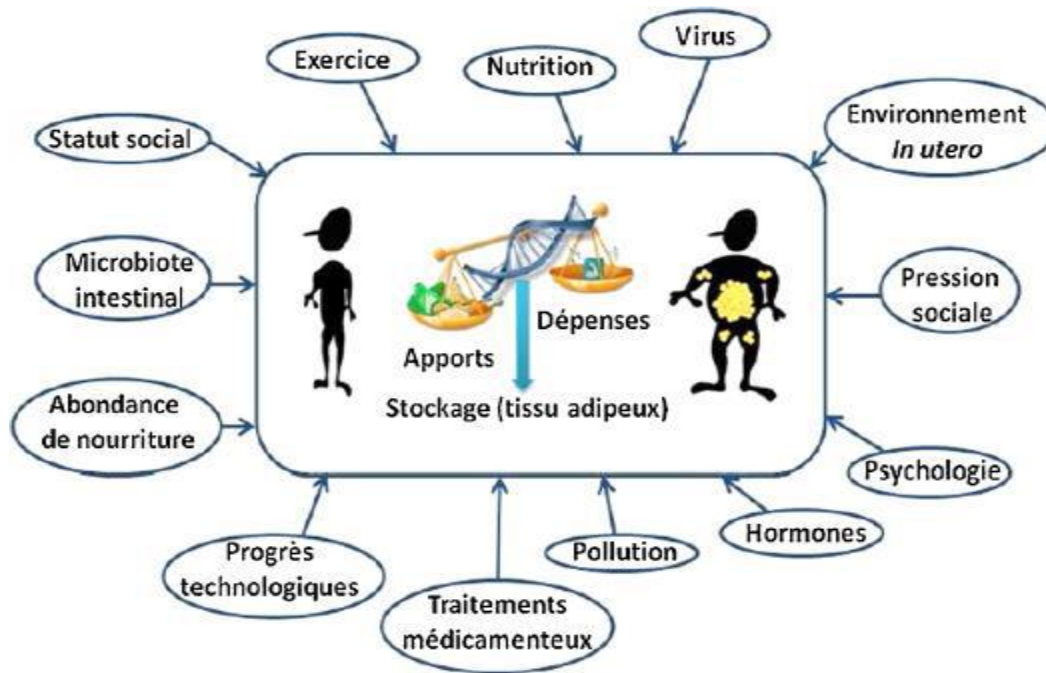 Exercice
Nutrition
Virus
Statut social
Environnement
In utero
Microbiote
intestinal
Pression
sociale
Dépenses
Apports
Stockage (tissu adipeux)
Abondance
de nourriture
Psychologie
Progrès
technologiques
Traitements
médicamenteux
Pollution
Hormones